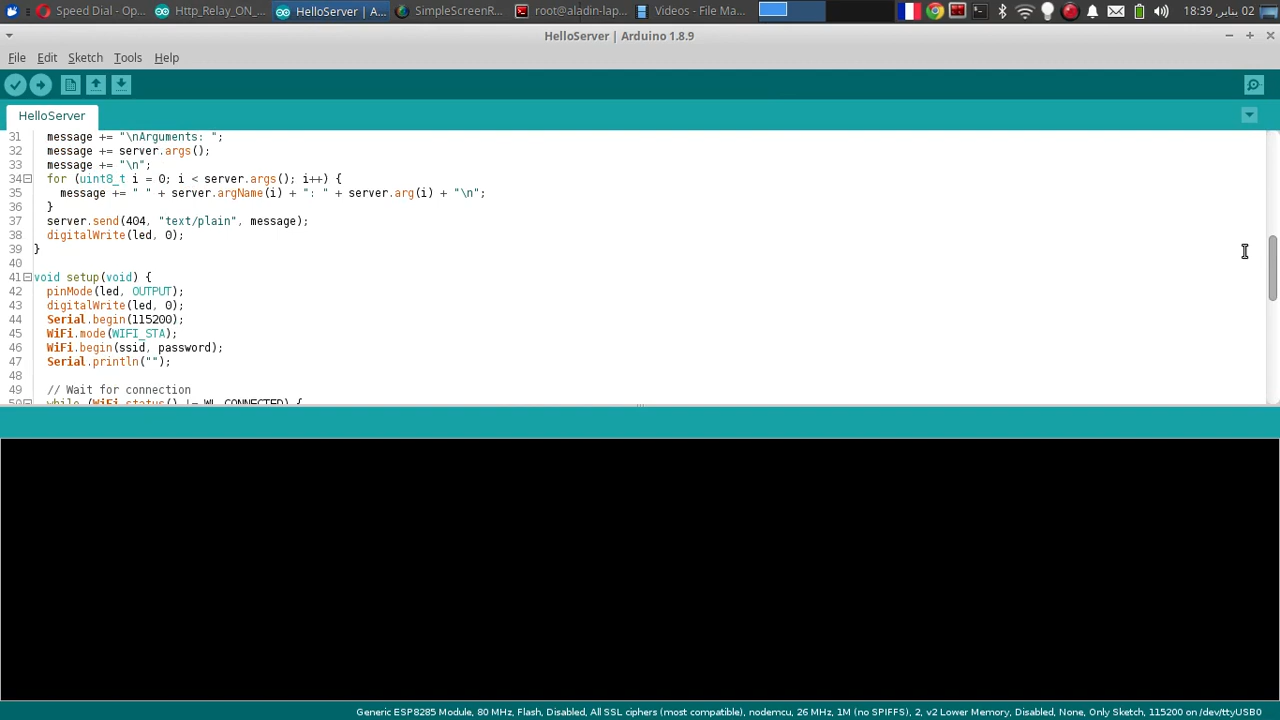 Speed Dial - Op... Http_Relay_ON_... HelloServer | A... SimpleScreenR... root@aladin-lap... Videos - File Ma... 18:39 ,02 يناير
HelloServer | Arduino 1.8.9
File Edit Sketch Tools Help
HelloServer
31 message += "\nArguments: ";
32 message += server.args();
33 message += "\n";
34 for (uint8_t i = 0; i < server.args(); i++) {
35 message += " " + server.argName(i) + ": " + server.arg(i) + "\n";
36 }
37 server.send(404, "text/plain", message);
38 digitalWrite(led, 0);
39 }
40
41 void setup(void) {
42 pinMode(led, OUTPUT);
43 digitalWrite(led, 0);
44 Serial.begin(115200);
45 WiFi.mode(WIFI_STA);
46 WiFi.begin(ssid, password);
47 Serial.println("");
48
49 // Wait for connection
50 while (WiFi.status() != WL_CONNECTED) {
Generic ESP8285 Module, 80 MHz, Flash, Disabled, All SSL ciphers (most compatible), nodemcu, 26 MHz, 1M (no SPIFFS), 2, v2 Lower Memory, Disabled, None, Only Sketch, 115200 on /dev/ttyUSB0